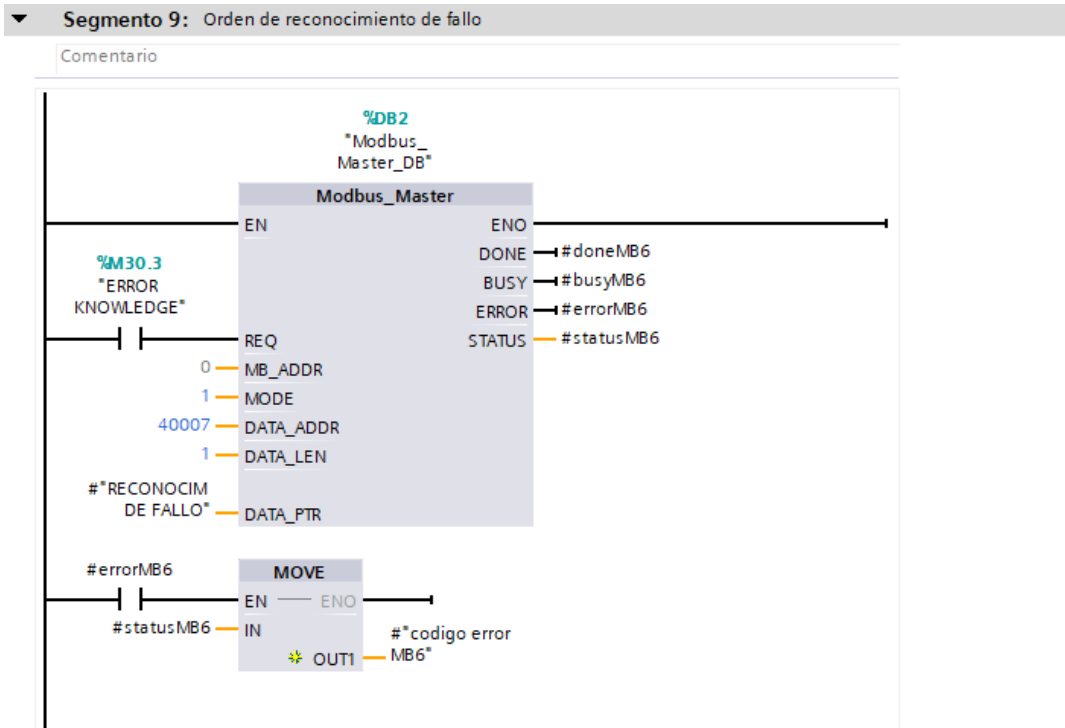 Segmento 9: Orden de reconocimiento de fallo
Comentario
%DB2
"Modbus_
Master_DB"
Modbus_Master
EN ENO
DONE #doneMB6
%M30.3
"ERROR
KNOWLEDGE"
BUSY #busyMB6
ERROR #errorMB6
REQ STATUS #statusMB6
0 MB_ADDR
1 MODE
40007 DATA_ADDR
1 DATA_LEN
#"RECONOCIM
DE FALLO" DATA_PTR
#errorMB6 MOVE
EN ENO
#statusMB6 IN
OUT1 #"codigo error
MB6"